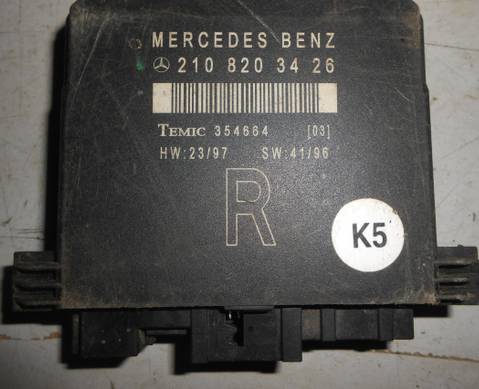 MERCEDES BENZ
210 820 34 26
TEMIC 354664 [03]
HW:23/97 SW:41/96
R
K5